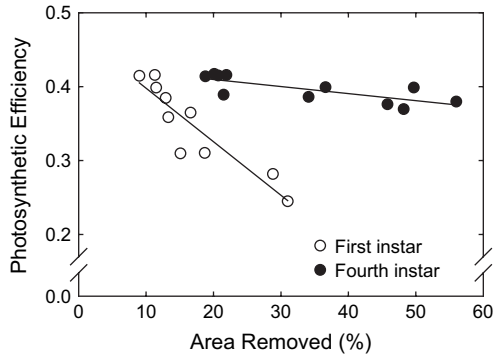 Photosynthetic Efficiency
0.5
0.4
0.3
0.2
0.0
First instar
Fourth instar
0 10 20 30 40 50 60
Area Removed (%)